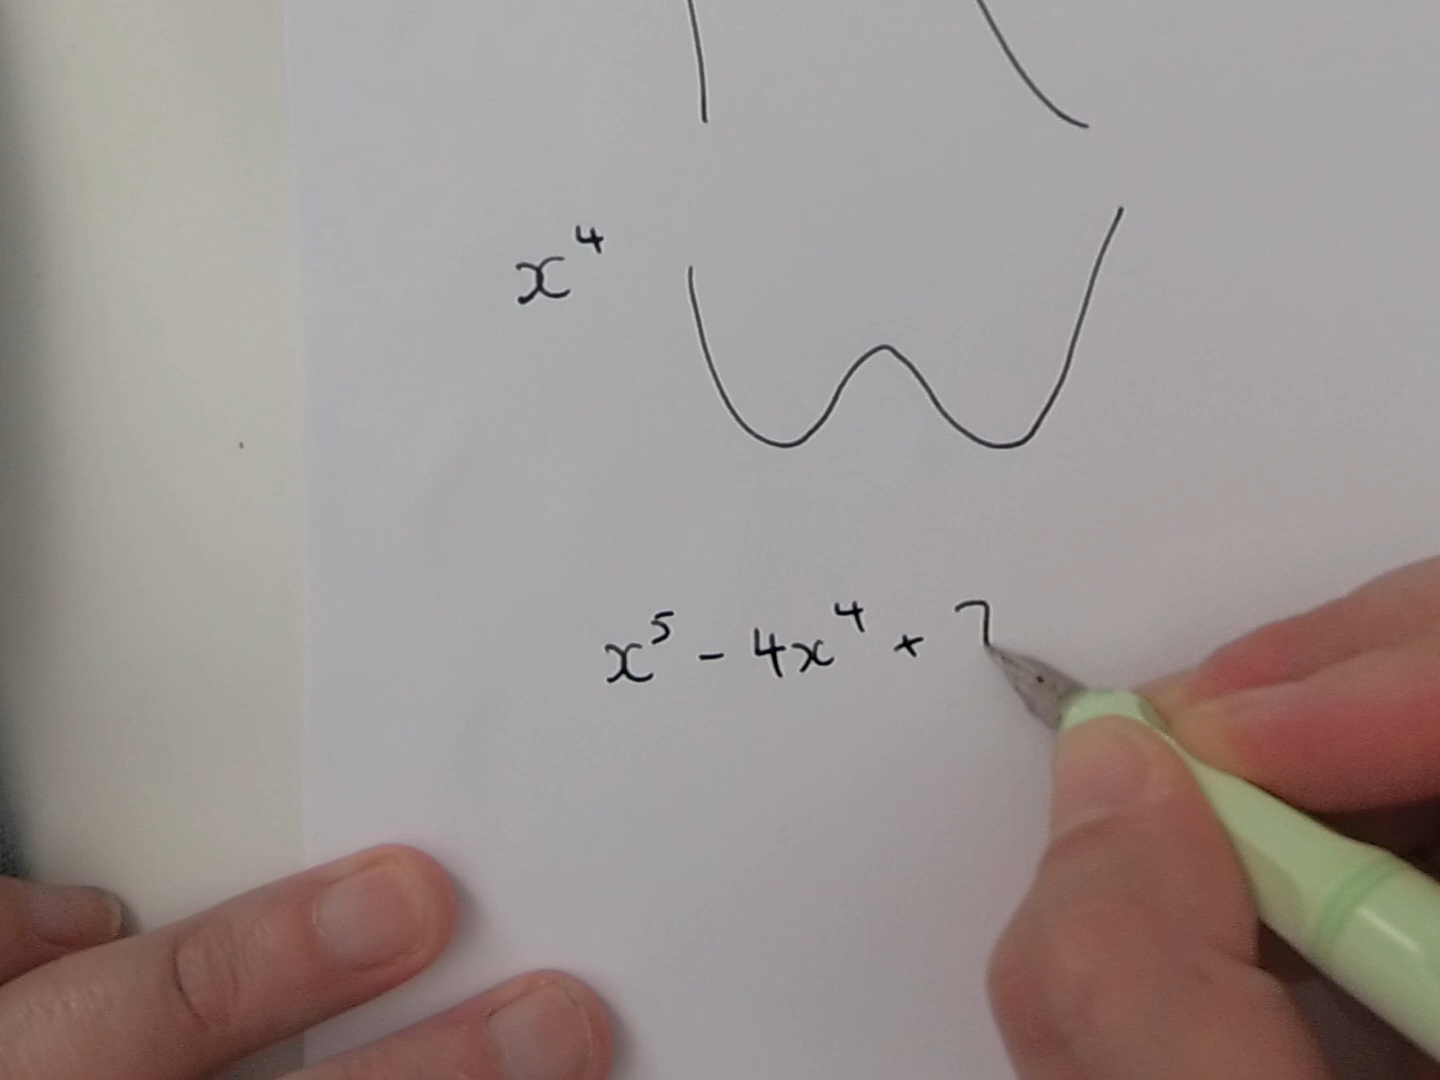 x⁴
x⁵ - 4x⁴ + 7